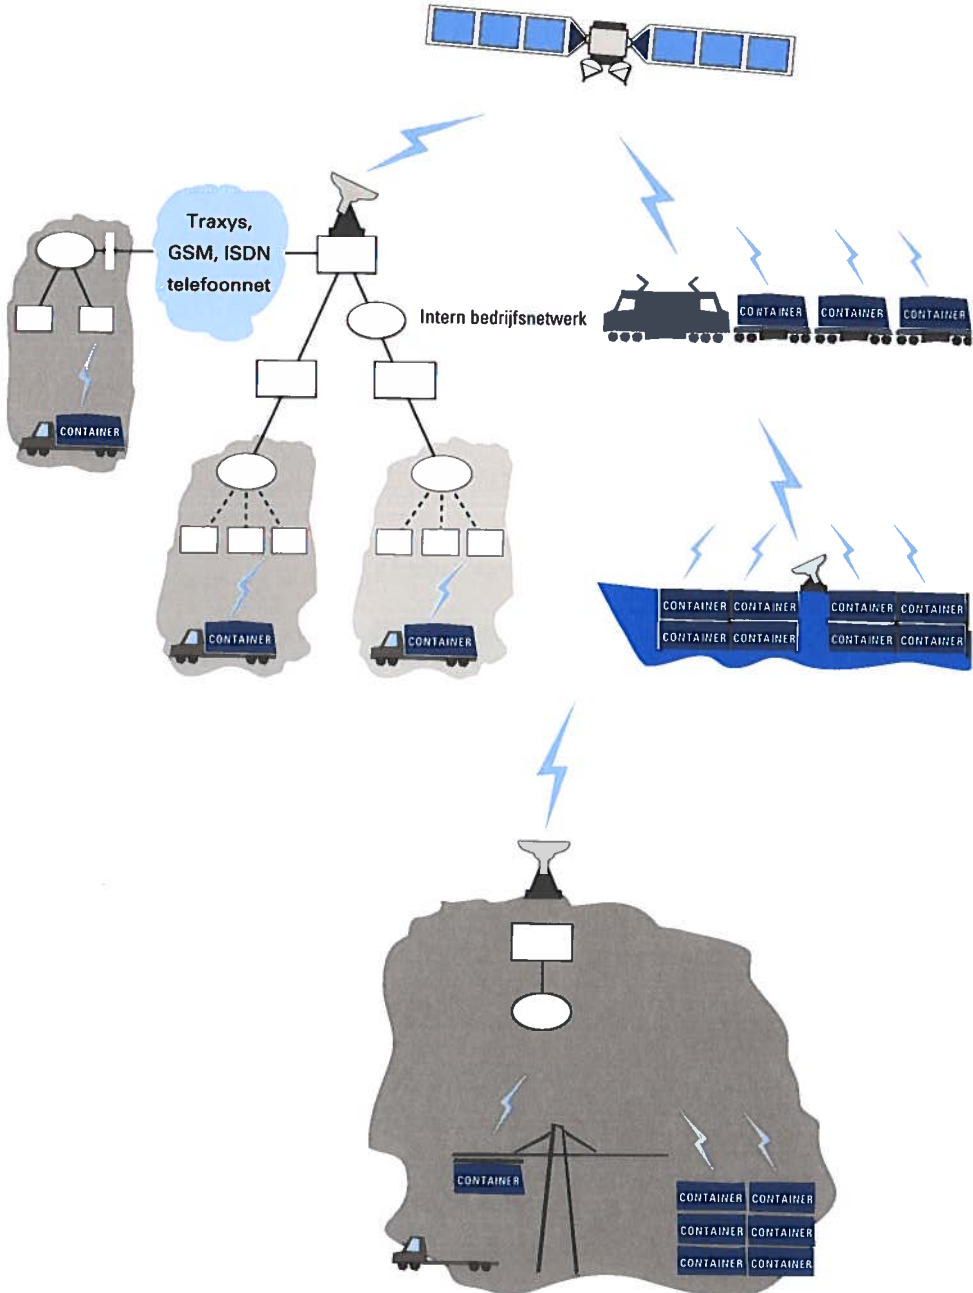 Traxys,
GSM, ISDN
telefoonnet
Intern bedrijfsnetwerk
CONTAINER CONTAINER CONTAINER
CONTAINER
CONTAINER CONTAINER CONTAINER CONTAINER
CONTAINER CONTAINER CONTAINER CONTAINER
CONTAINER CONTAINER
CONTAINER
CONTAINER CONTAINER
CONTAINER CONTAINER
CONTAINER CONTAINER